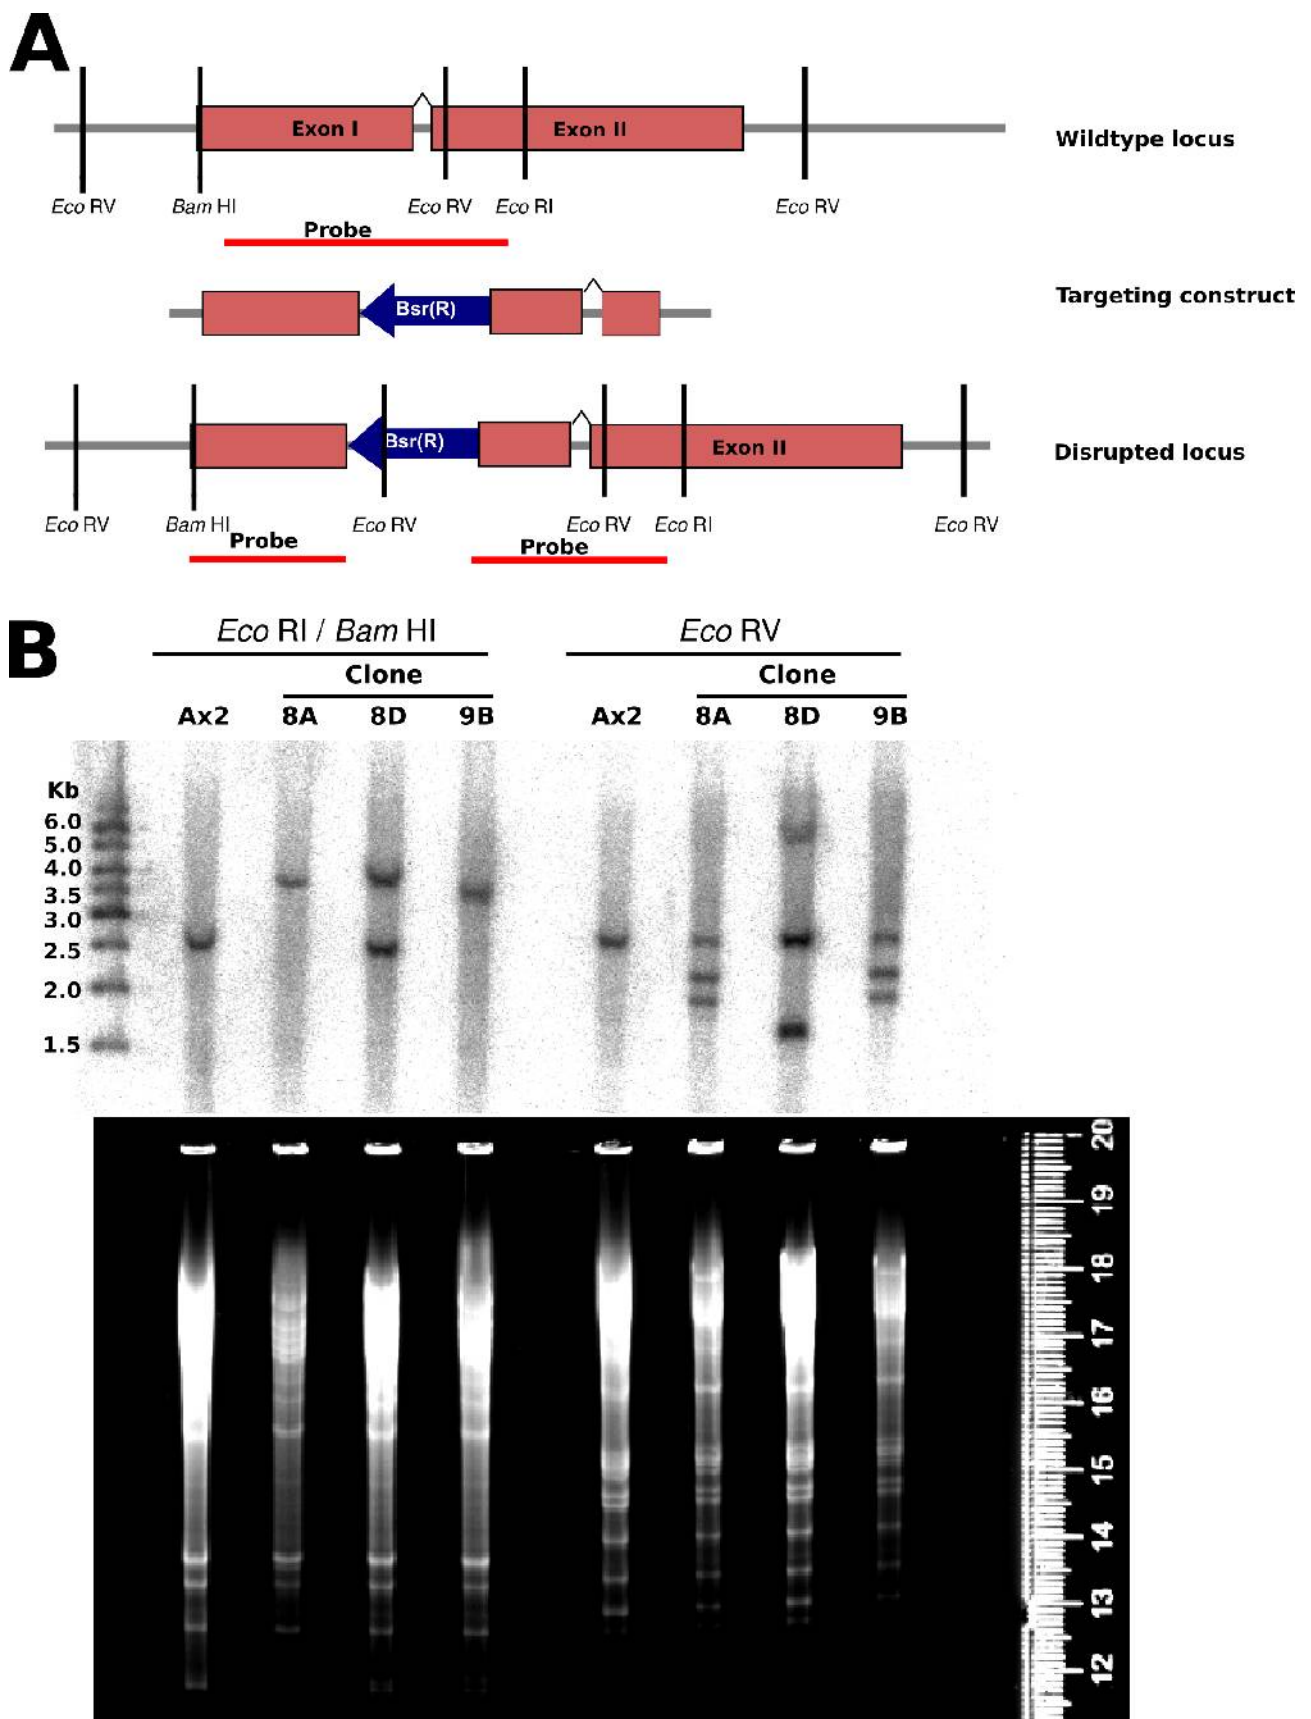 A
Exon I
Exon II
Wildtype locus
Eco RV
Bam HI
Eco RV
Eco RI
Eco RV
Probe
Bsr(R)
Targeting construct
Bsr(R)
Exon II
Disrupted locus
Eco RV
Bam HI
Eco RV
Eco RV
Eco RI
Eco RV
Probe
Probe
B
Eco RI / Bam HI
Eco RV
Clone
Clone
Ax2
8A
8D
9B
Ax2
8A
8D
9B
Kb
6.0
5.0
4.0
3.5
3.0
2.5
2.0
1.5
20
19
18
17
16
15
14
13
12